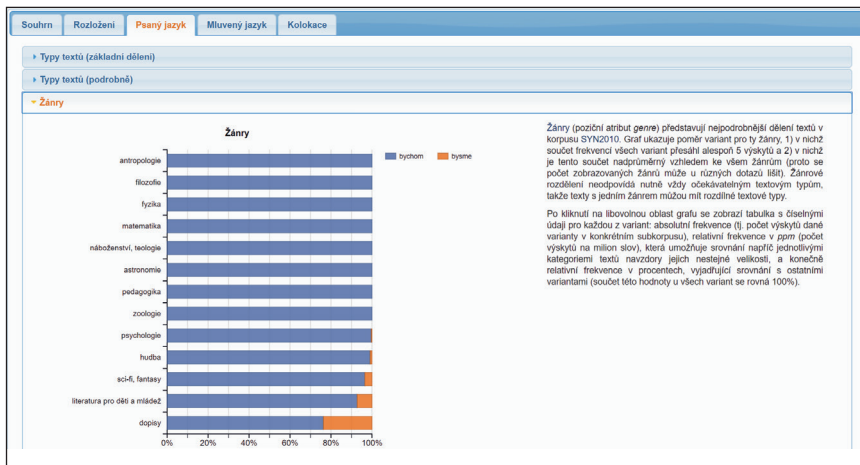 Souhrn
Rozložení
Psaný jazyk
Mluvený jazyk
Kolokace
Typy textů (základní dělení)
Typy textů (podrobně)
Žánry
Žánry
bychom
bysme
antropologie
filozofie
fyzika
matematika
náboženství, teologie
astronomie
pedagogika
zoologie
psychologie
hudba
sci-fi, fantasy
literatura pro děti a mládež
dopisy
0%
20%
40%
60%
80%
100%
Žánry (poziční atribut genre) představují nejpodrobnější dělení textů v
korpusu SYN2010. Graf ukazuje poměr variant pro ty žánry, 1) v nichž
součet frekvencí všech variant přesáhl alespoň 5 výskytů a 2) v nichž
je tento součet nadprůměrný vzhledem ke všem žánrům (proto se
počet zobrazovaných žánrů může u různých dotazů lišit). Žánrové
rozdělení neodpovídá nutně vždy očekávatelným textovým typům,
takže texty s jedním žánrem můžou mít rozdílné textové typy.
Po kliknutí na libovolnou oblast grafu se zobrazí tabulka s číselnými
údaji pro každou z variant: absolutní frekvence (tj. počet výskytů dané
varianty v konkrétním subkorpusu), relativní frekvence v ppm (počet
výskytů na milion slov), která umožňuje srovnání napříč jednotlivými
kategoriemi textů navzdory jejich nestejné velikosti, a konečně
relativní frekvence v procentech, vyjadřující srovnání s ostatními
variantami (součet této hodnoty u všech variant se rovná 100%).